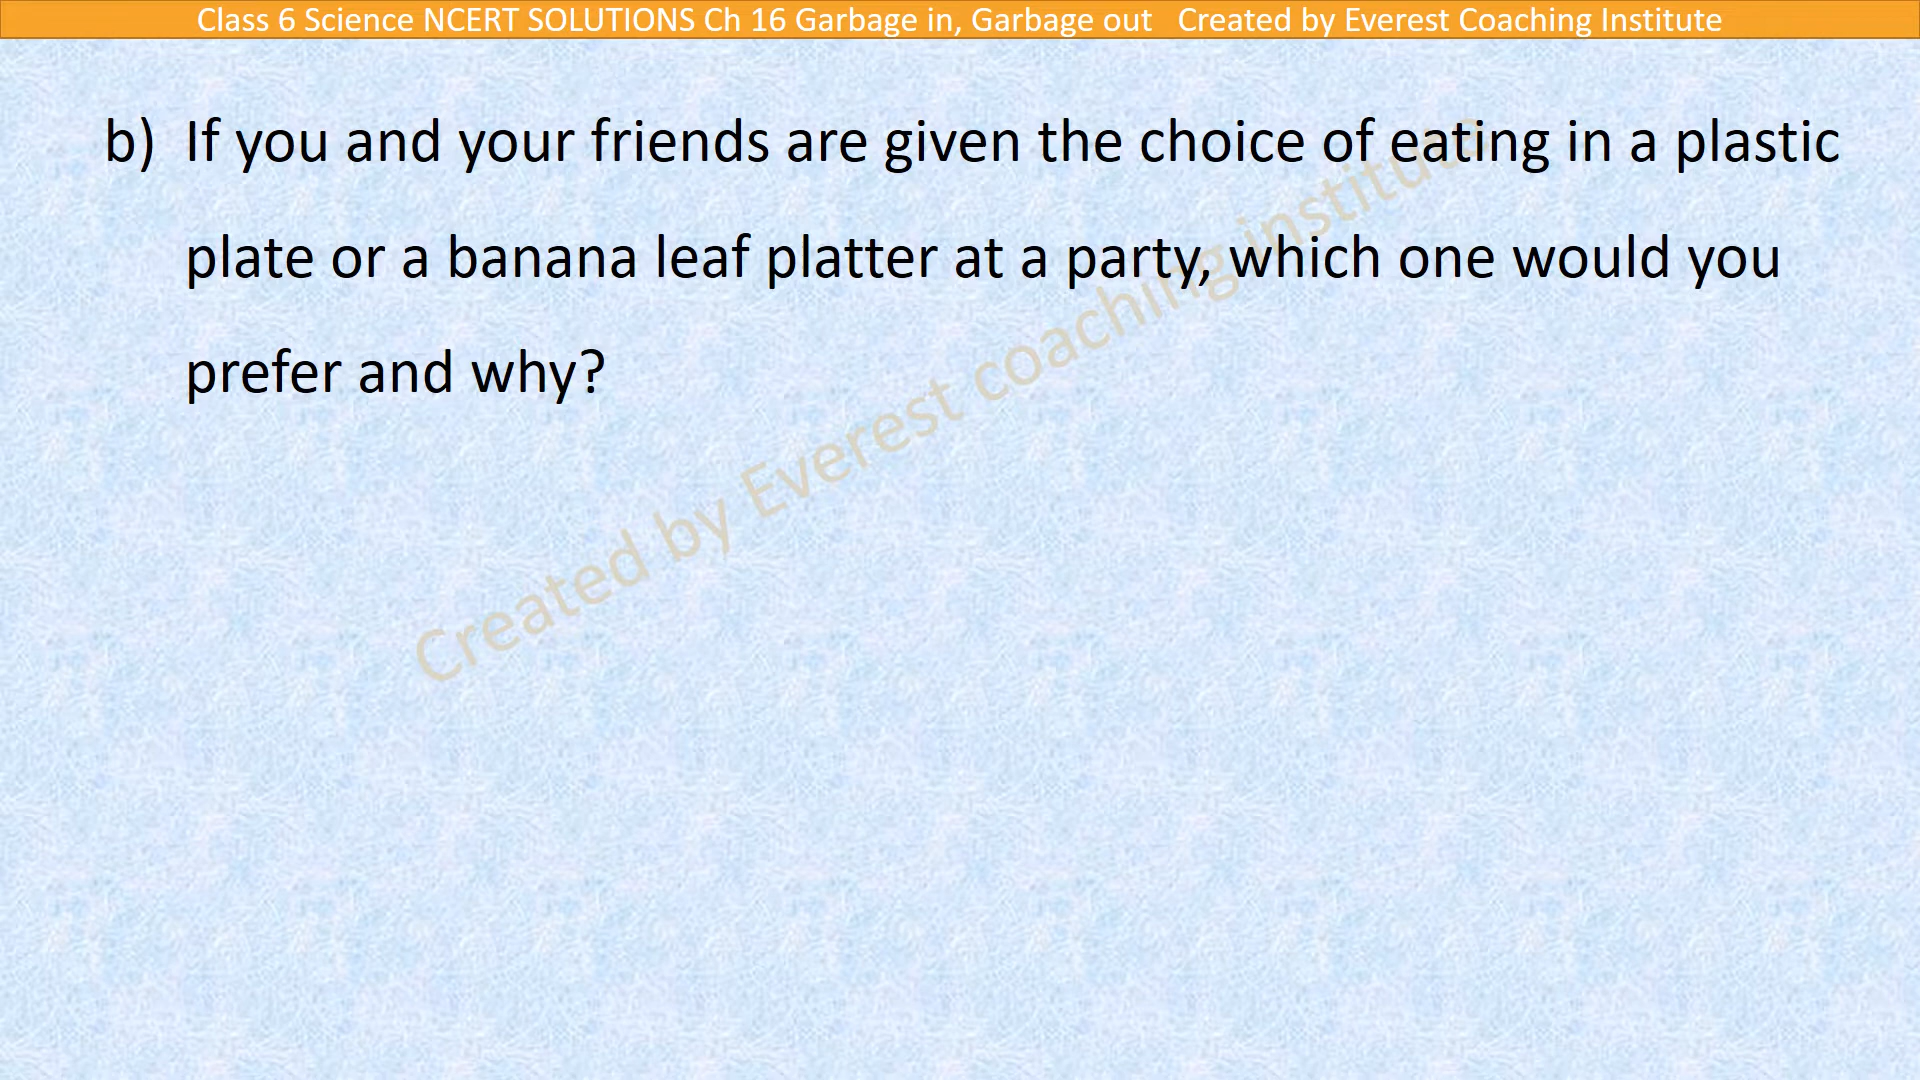 Class 6 Science NCERT SOLUTIONS Ch 16 Garbage in, Garbage out Created by Everest Coaching Institute
b) If you and your friends are given the choice of eating in a plastic
plate or a banana leaf platter at a party, which one would you
prefer and why?
Created by Everest coaching institute